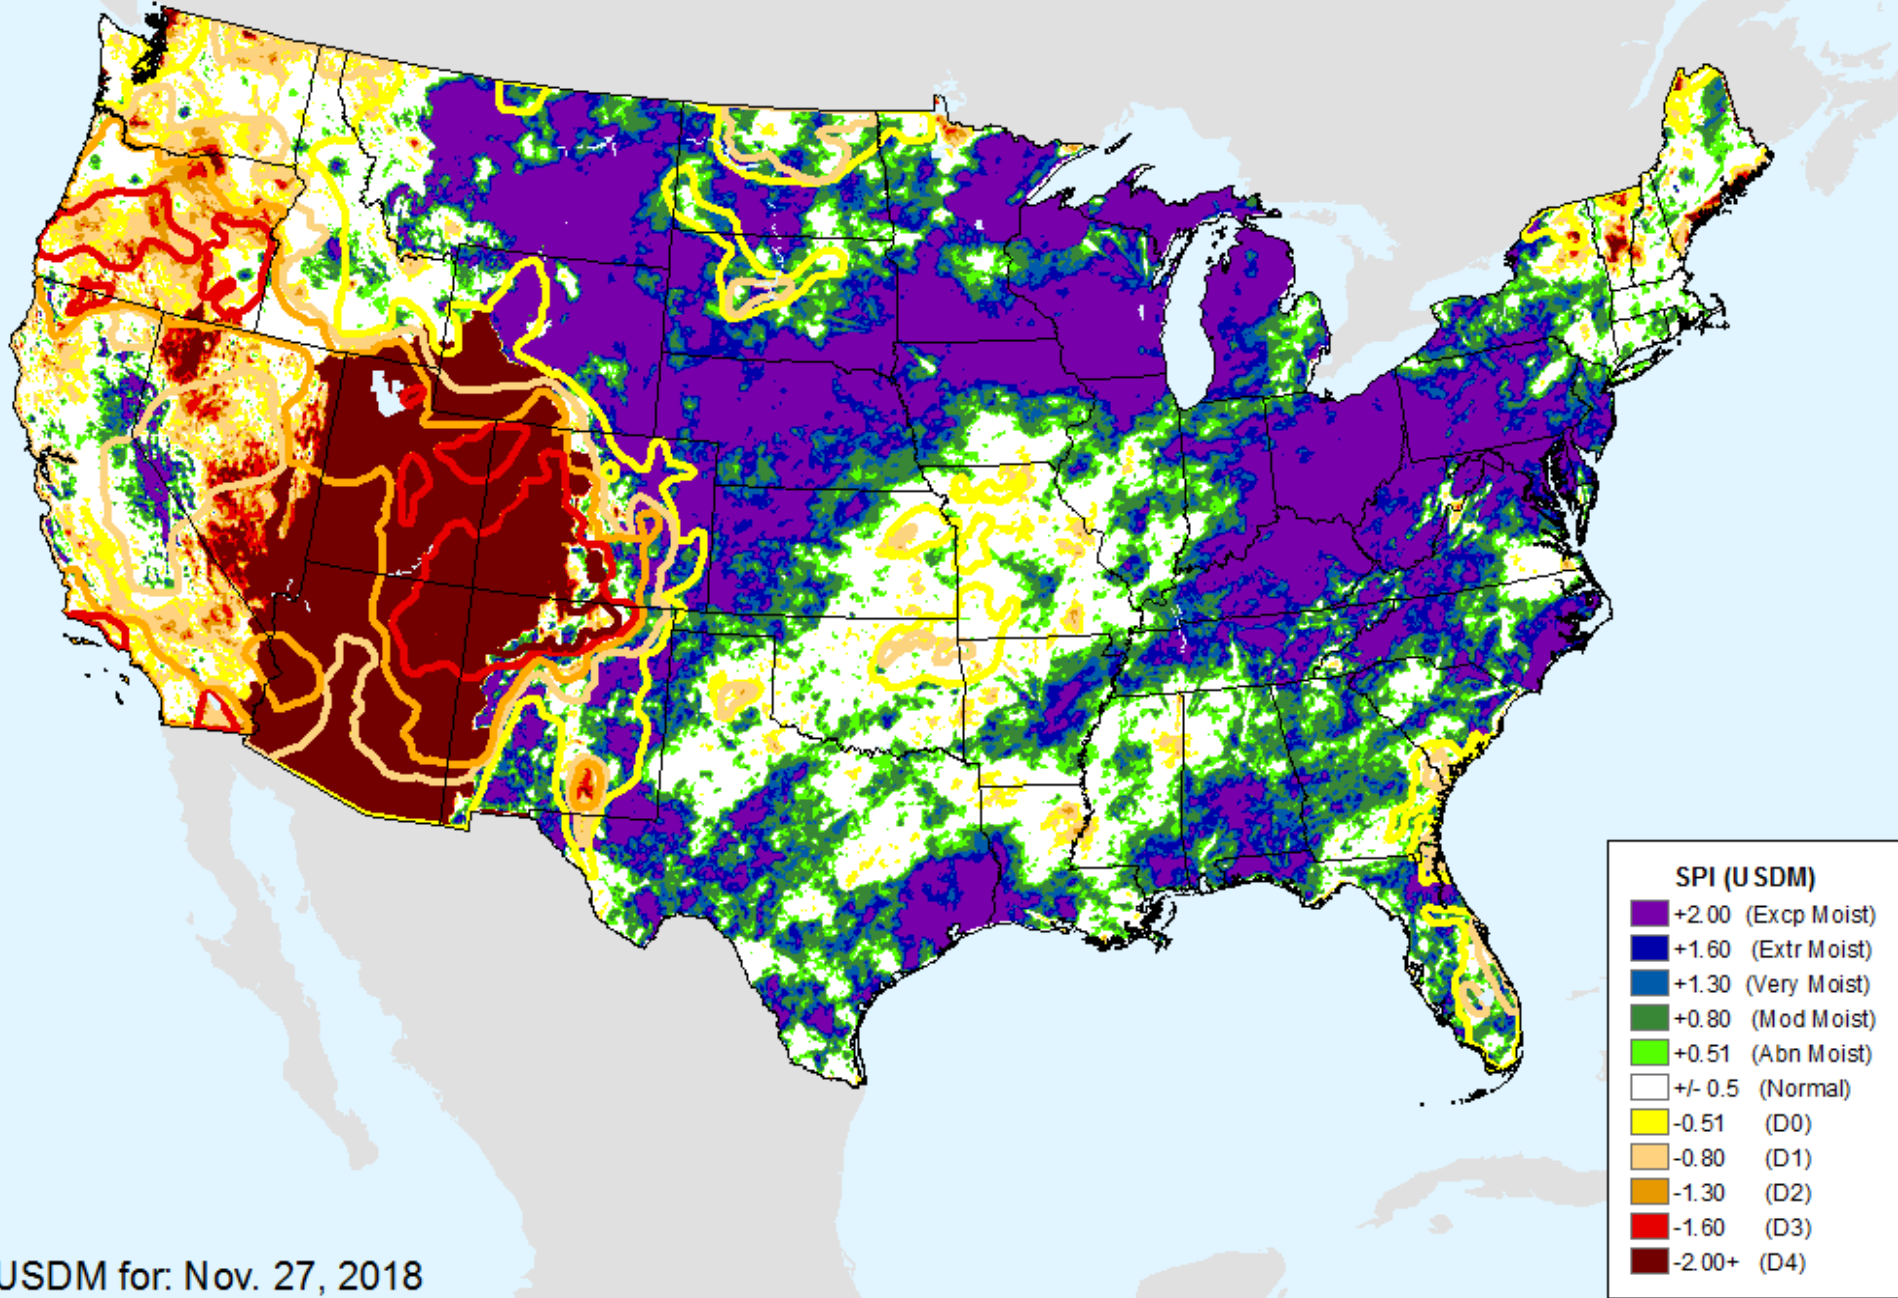 SPI (USDM)
+2.00 (Excp Moist)
+1.60 (Extr Moist)
+1.30 (Very Moist)
+0.80 (Mod Moist)
+0.51 (Abn Moist)
+/- 0.5 (Normal)
-0.51 (D0)
-0.80 (D1)
-1.30 (D2)
-1.60 (D3)
-2.00+ (D4)
USDM for: Nov. 27, 2018